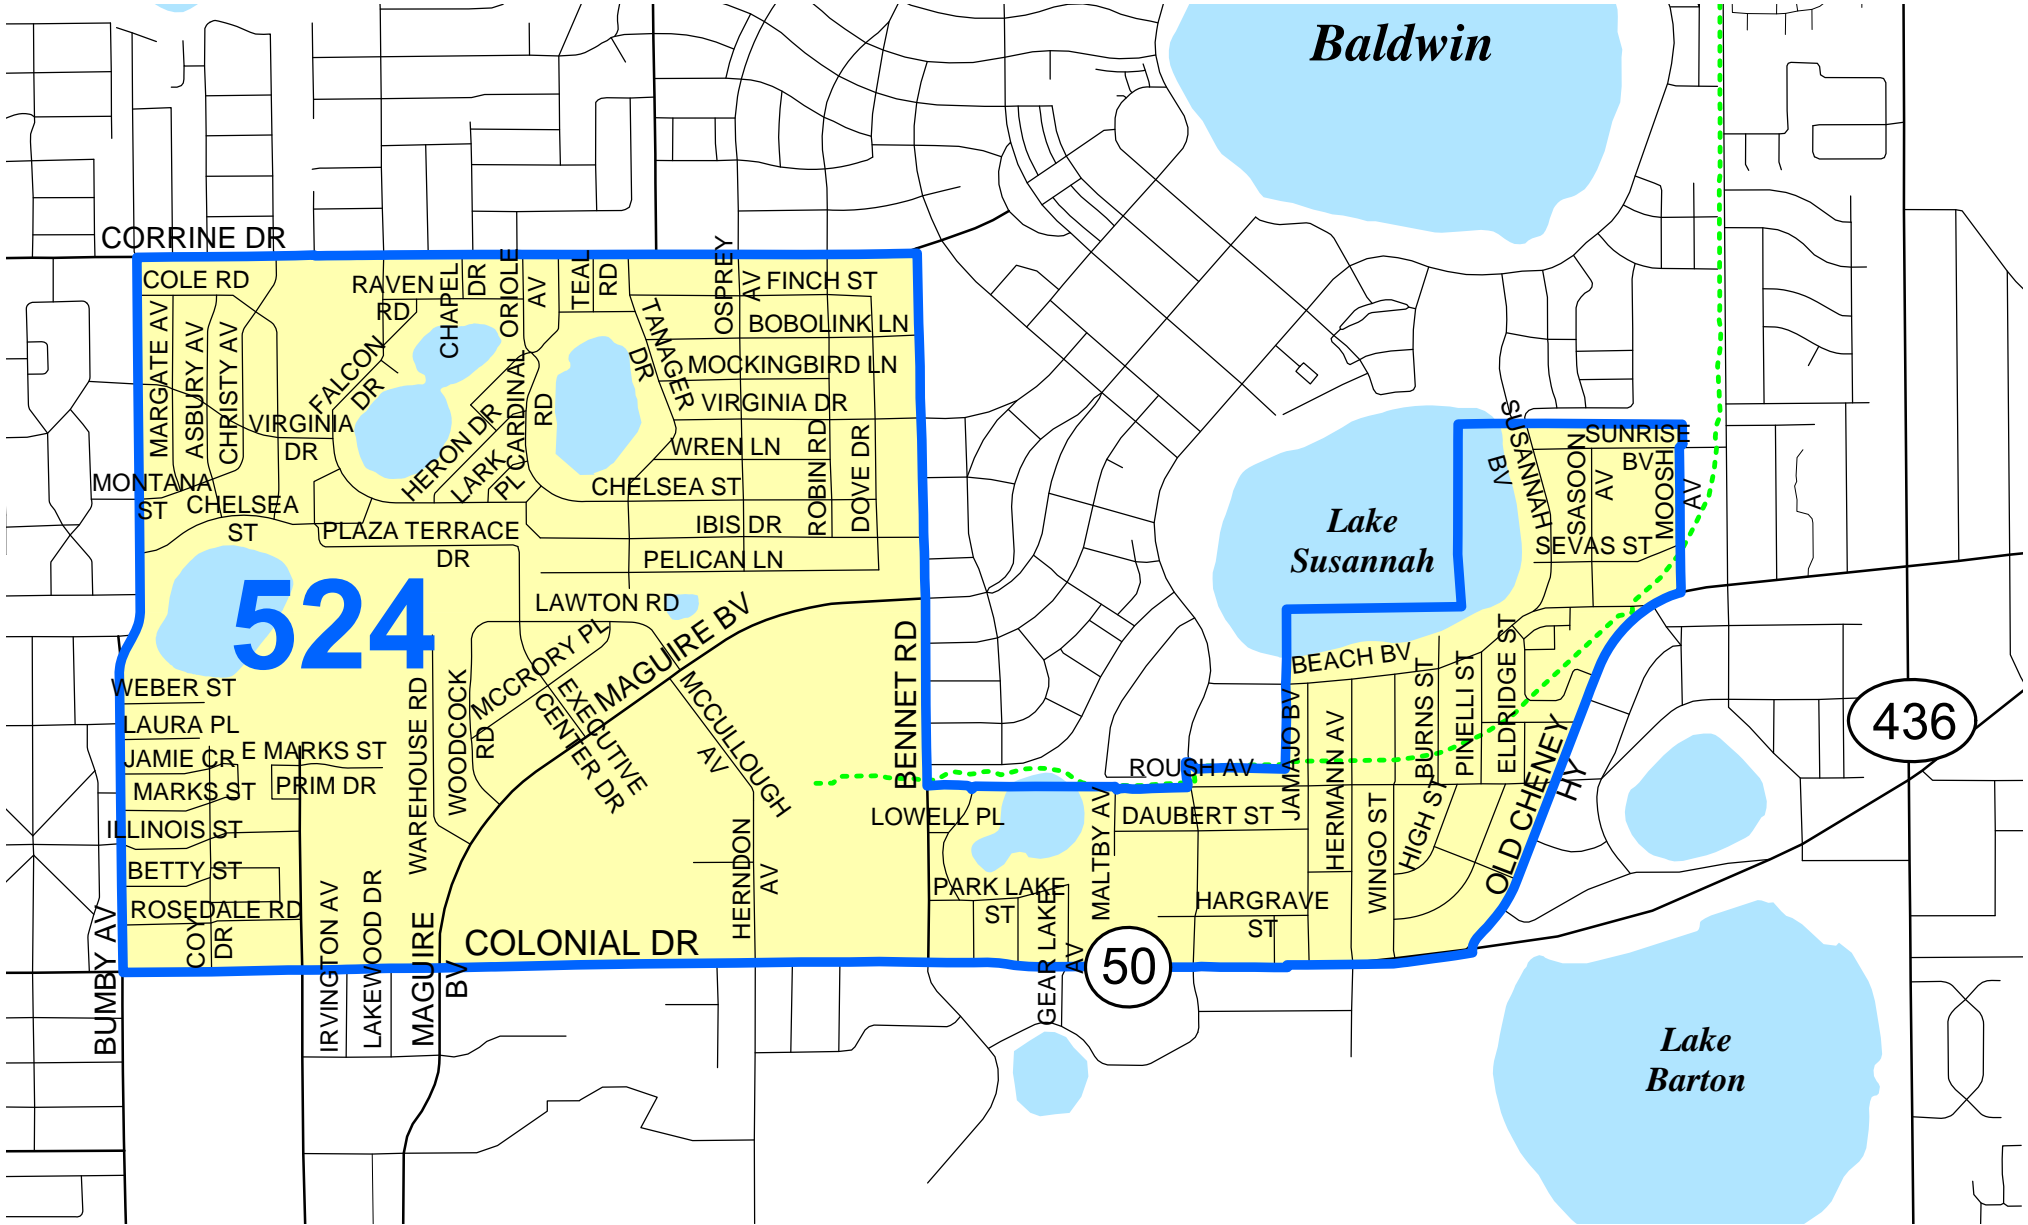 Baldwin
CORRINE DR
COLE RD
RAVEN
RD
CHAPEL
DR
ORIOLE
AV
TEAL
RD
OSPREY
AV
FINCH ST
BOBOLINK LN
MARGATE AV
ASBURY AV
CHRISTY AV
FALCON
DR
TANAGER
DR
MOCKINGBIRD LN
VIRGINIA
DR
HERON DR
CARDINAL
RD
LARK
PL
VIRGINIA DR
WREN LN
ROBIN RD
DOVE DR
MONTANA
ST
CHELSEA
ST
CHELSEA ST
PLAZA TERRACE
DR
IBIS DR
PELICAN LN
SUSANNAH
BV
SASOON
AV
SUNRISE
BV
MOOSH
AV
SEVAS ST
Lake
Susannah
524
LAWTON RD
MCCRORY PL
MAGUIRE BV
BENNET RD
WEBER ST
LAURA PL
JAMIE CR
E MARKS ST
MARKS ST
PRIM DR
WAREHOUSE RD
WOODCOCK
RD
EXECUTIVE
CENTER DR
MCCULLOUGH
AV
BEACH BV
JAMAJO BV
HERMANN AV
BURNS ST
PINELLI ST
ELDRIDGE ST
436
ROUSH AV
ILLINOIS ST
LOWELL PL
MALTBY AV
DAUBERT ST
WINGO ST
HIGH ST
OLD CHENEY
HY
BETTY ST
ROSEDALE RD
COY
DR
IRVINGTON AV
LAKEWOOD DR
MAGUIRE
BV
HERNDON
AV
PARK LAKE
ST
GEAR LAKE
AV
HARGRAVE
ST
COLONIAL DR
50
BUMBY AV
Lake
Barton